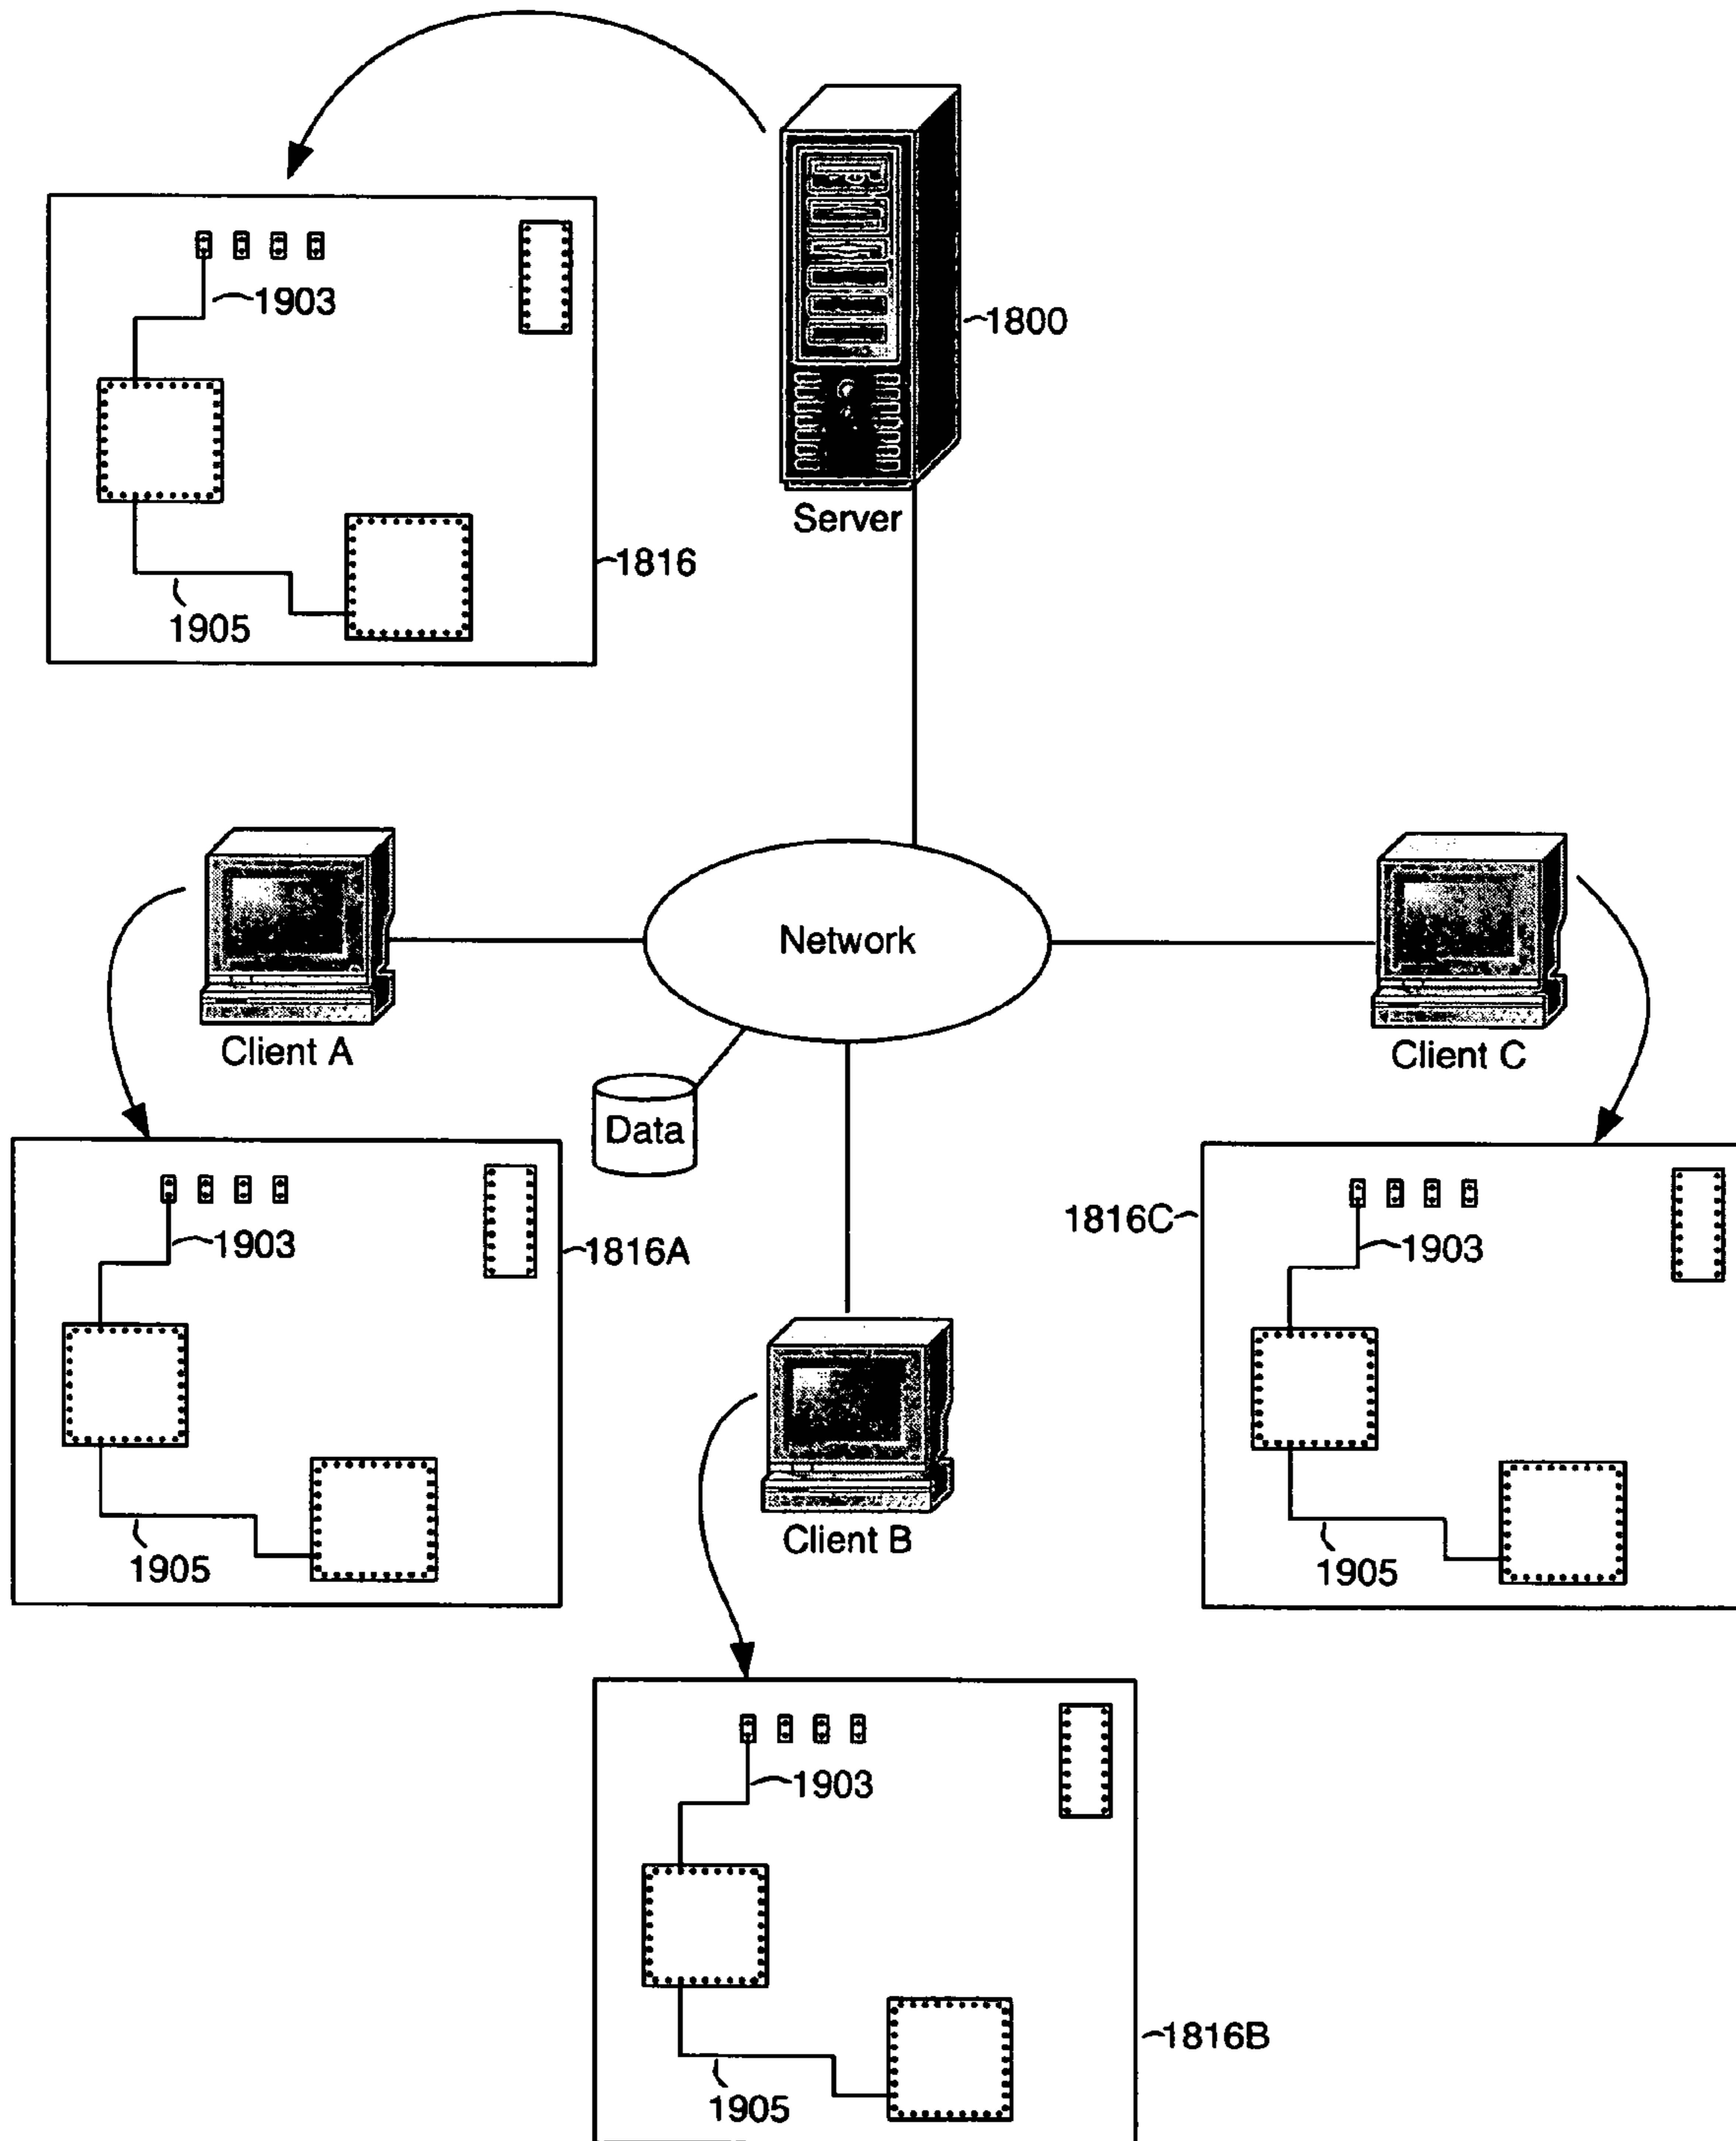 1903
1800
Server
1816
1905
Network
Client A
Client C
Data
1903
1816A
1816C
1903
1905
Client B
1905
1903
1816B
1905